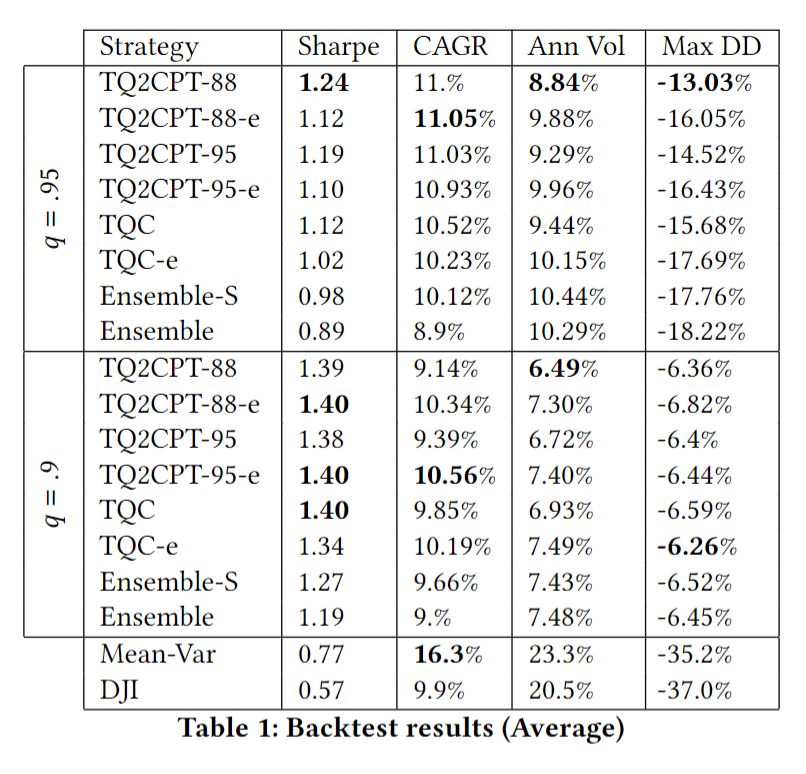 Strategy Sharpe CAGR Ann Vol Max DD
q = .95
TQ2CPT-88 1.24 11.% 8.84% -13.03%
TQ2CPT-88-e 1.12 11.05% 9.88% -16.05%
TQ2CPT-95 1.19 11.03% 9.29% -14.52%
TQ2CPT-95-e 1.10 10.93% 9.96% -16.43%
TQC 1.12 10.52% 9.44% -15.68%
TQC-e 1.02 10.23% 10.15% -17.69%
Ensemble-S 0.98 10.12% 10.44% -17.76%
Ensemble 0.89 8.9% 10.29% -18.22%
q = .9
TQ2CPT-88 1.39 9.14% 6.49% -6.36%
TQ2CPT-88-e 1.40 10.34% 7.30% -6.82%
TQ2CPT-95 1.38 9.39% 6.72% -6.4%
TQ2CPT-95-e 1.40 10.56% 7.40% -6.44%
TQC 1.40 9.85% 6.93% -6.59%
TQC-e 1.34 10.19% 7.49% -6.26%
Ensemble-S 1.27 9.66% 7.43% -6.52%
Ensemble 1.19 9.% 7.48% -6.45%
Mean-Var 0.77 16.3% 23.3% -35.2%
DJI 0.57 9.9% 20.5% -37.0%
Table 1: Backtest results (Average)